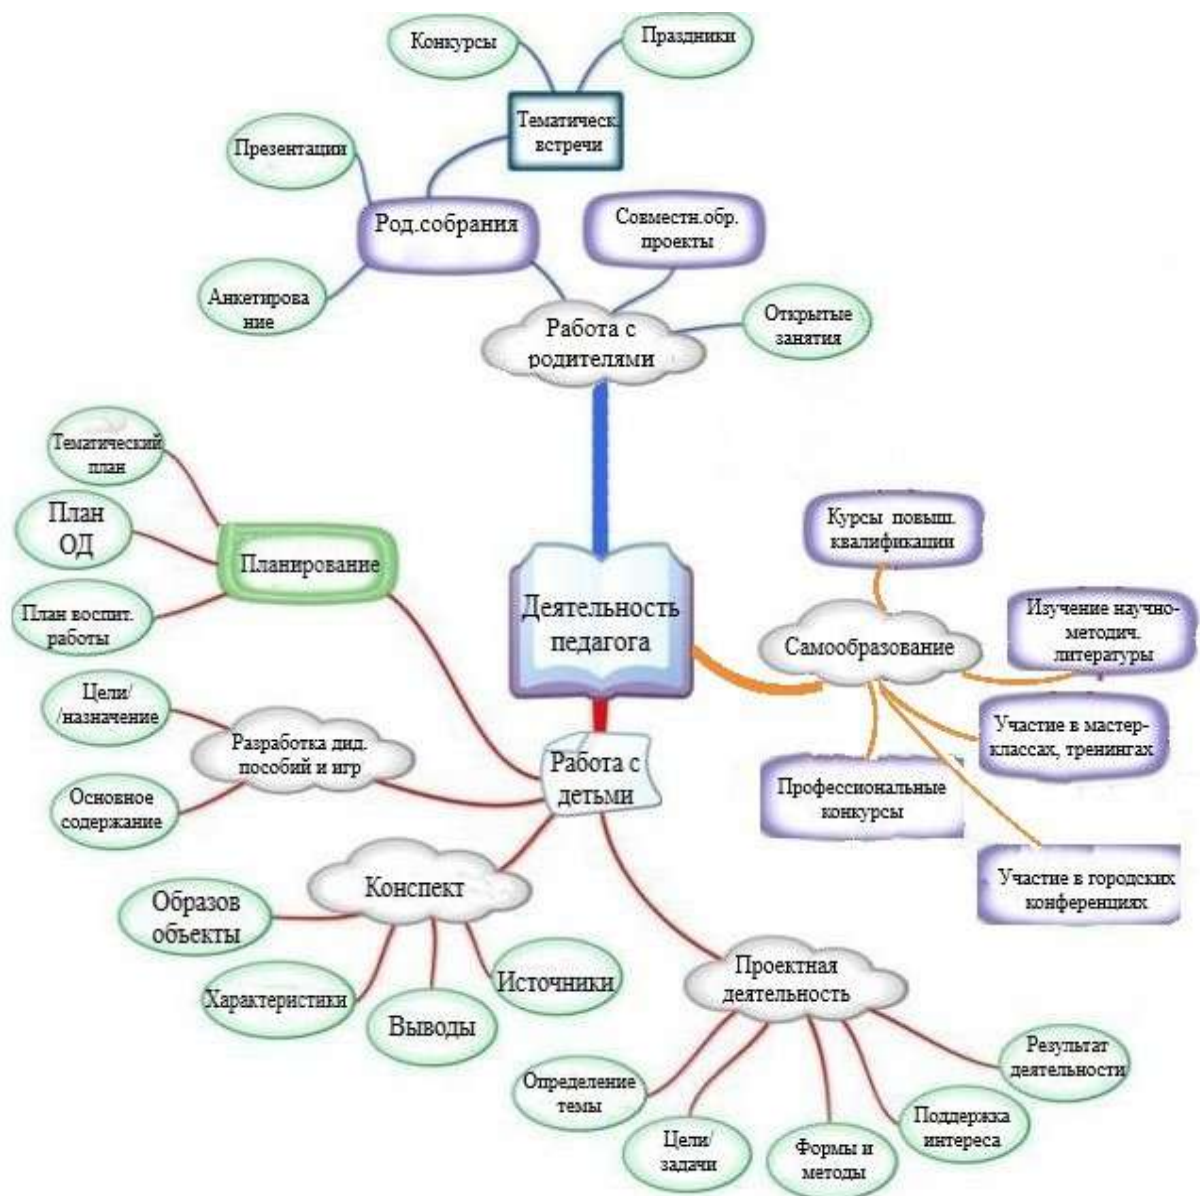 Конкурсы
Праздники
Тематическ.
встречи
Презентации
Род.собрания
Совместн.обр.
проекты
Анкетирова
ние
Работа с
родителями
Открытые
занятия
Тематический
план
План
ОД
Планирование
План воспит.
работы
Деятельность
педагога
Курсы повыш.
квалификации
Самообразование
Изучение научно-
методич.
литературы
Участие в мастер-
классах, тренингах
Профессиональные
конкурсы
Участие в городских
конференциях
Цели/
/назначение
Разработка дид.
пособий и игр
Основное
содержание
Работа с
детьми
Конспект
Образов
обьекты
Характеристики
Выводы
Источники
Проектная
деятельность
Определение
темы
Цели/
задачи
Формы и
методы
Поддержка
интереса
Результат
деятельности